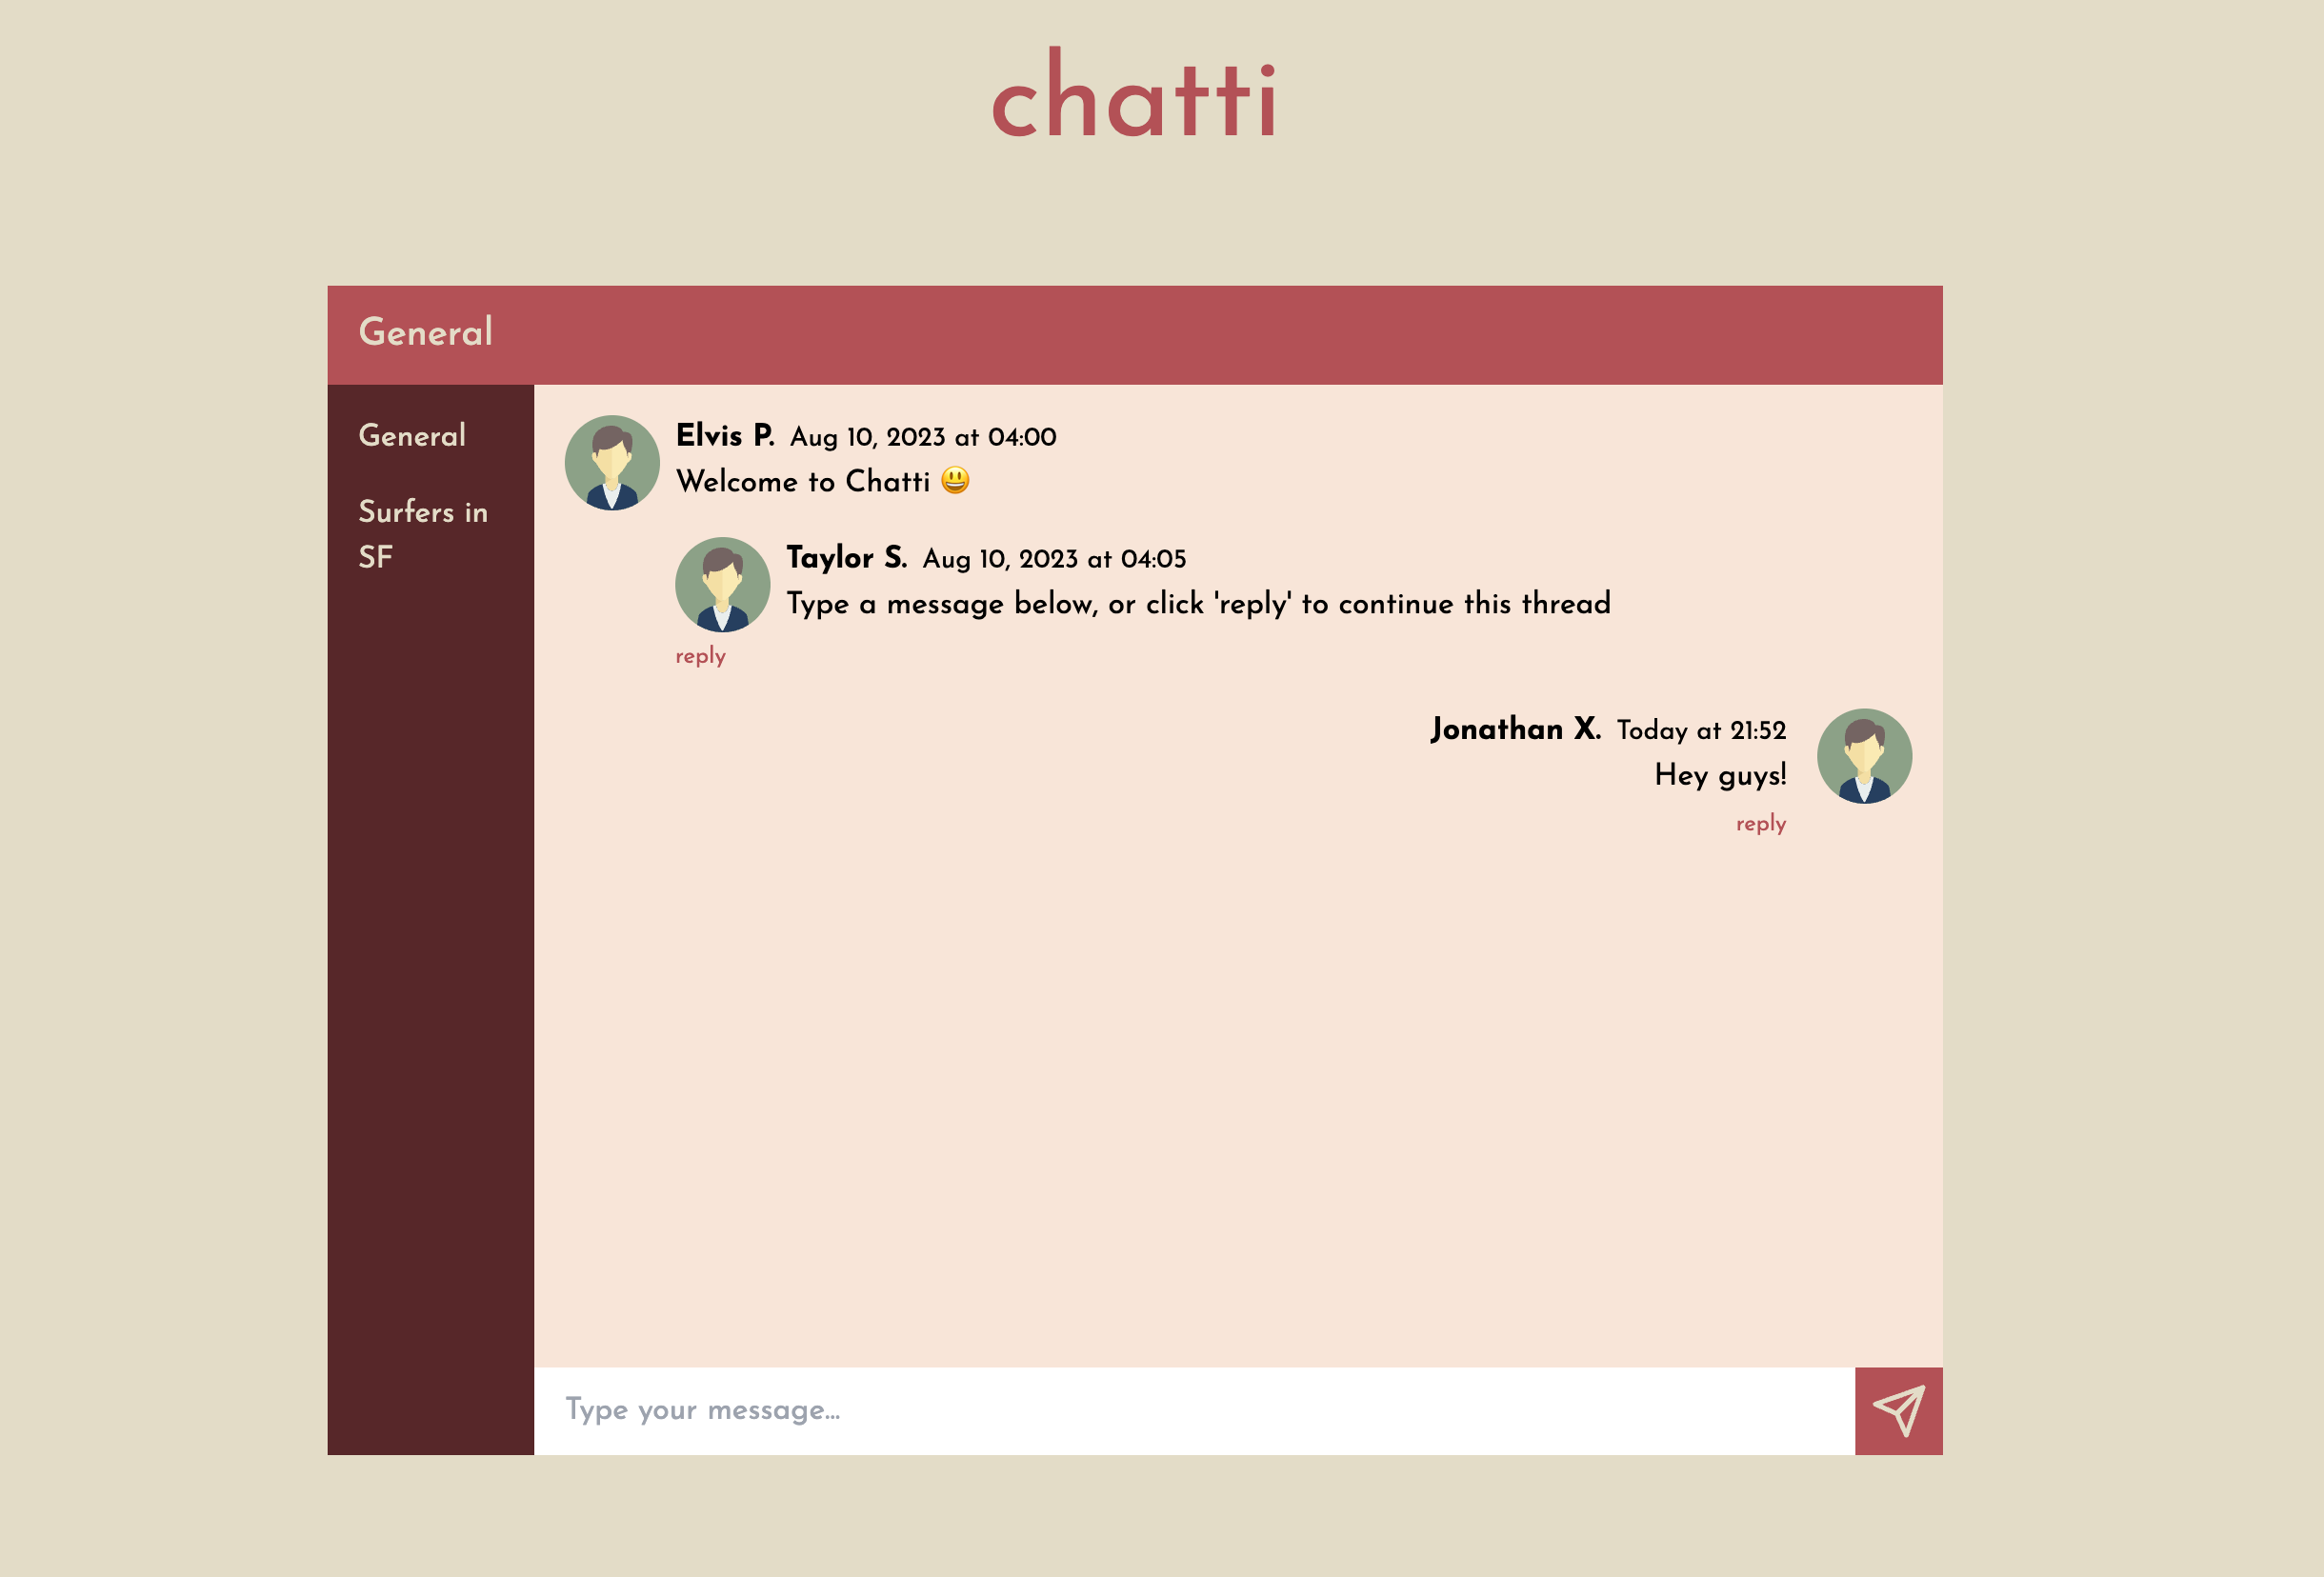 chatti
General
General
Surfers in
SF
Elvis P. Aug 10, 2023 at 04:00
Welcome to Chatti 😃
Taylor S. Aug 10, 2023 at 04:05
Type a message below, or click 'reply' to continue this thread
reply
Jonathan X. Today at 21:52
Hey guys!
reply
Type your message...